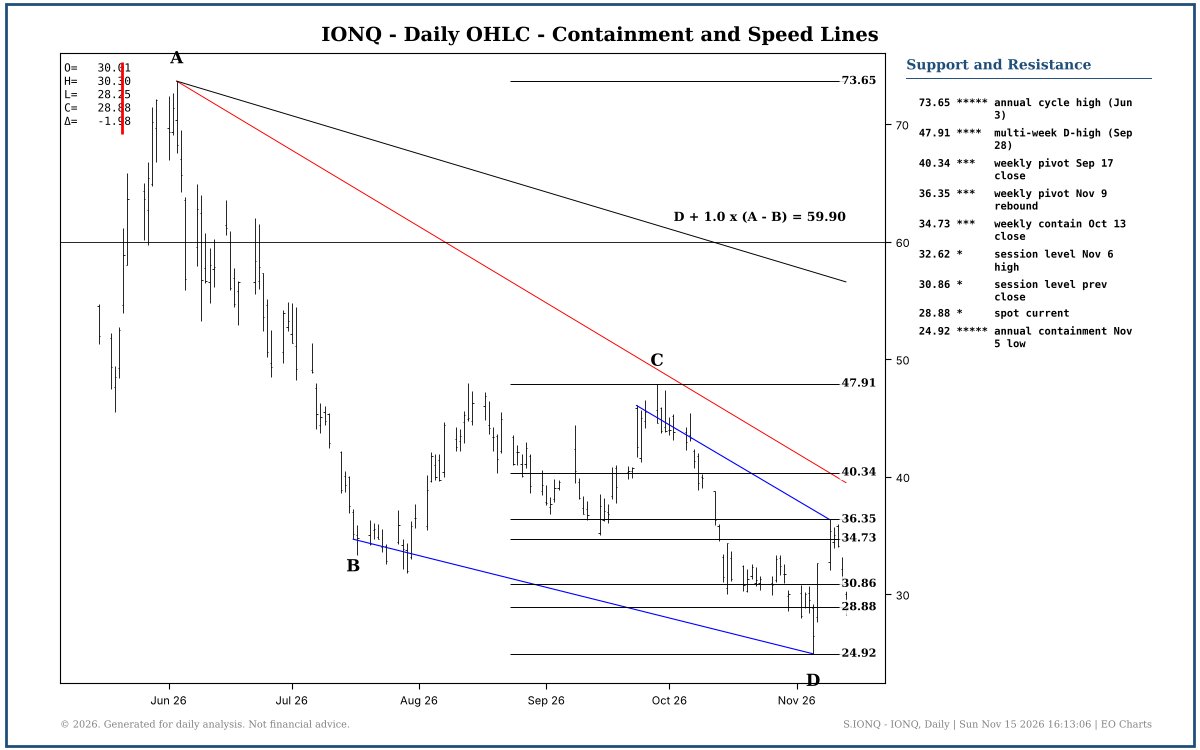 IONQ - Daily OHLC - Containment and Speed Lines
A
O= 30.01
H= 30.30
L= 28.25
C= 28.88
Δ= -1.98
73.65
70
D + 1.0 x (A - B) = 59.90
60
C
50
47.91
40.34
40
36.35
34.73
B
30.86
30
28.88
24.92
D
Jun 26 Jul 26 Aug 26 Sep 26 Oct 26 Nov 26
Support and Resistance
73.65 ***** annual cycle high (Jun
3)
47.91 **** multi-week D-high (Sep
28)
40.34 *** weekly pivot Sep 17
close
36.35 *** weekly pivot Nov 9
rebound
34.73 *** weekly contain Oct 13
close
32.62 * session level Nov 6
high
30.86 * session level prev
close
28.88 * spot current
24.92 ***** annual containment Nov
5 low
© 2026. Generated for daily analysis. Not financial advice.
S.IONQ - IONQ, Daily | Sun Nov 15 2026 16:13:06 | EO Charts